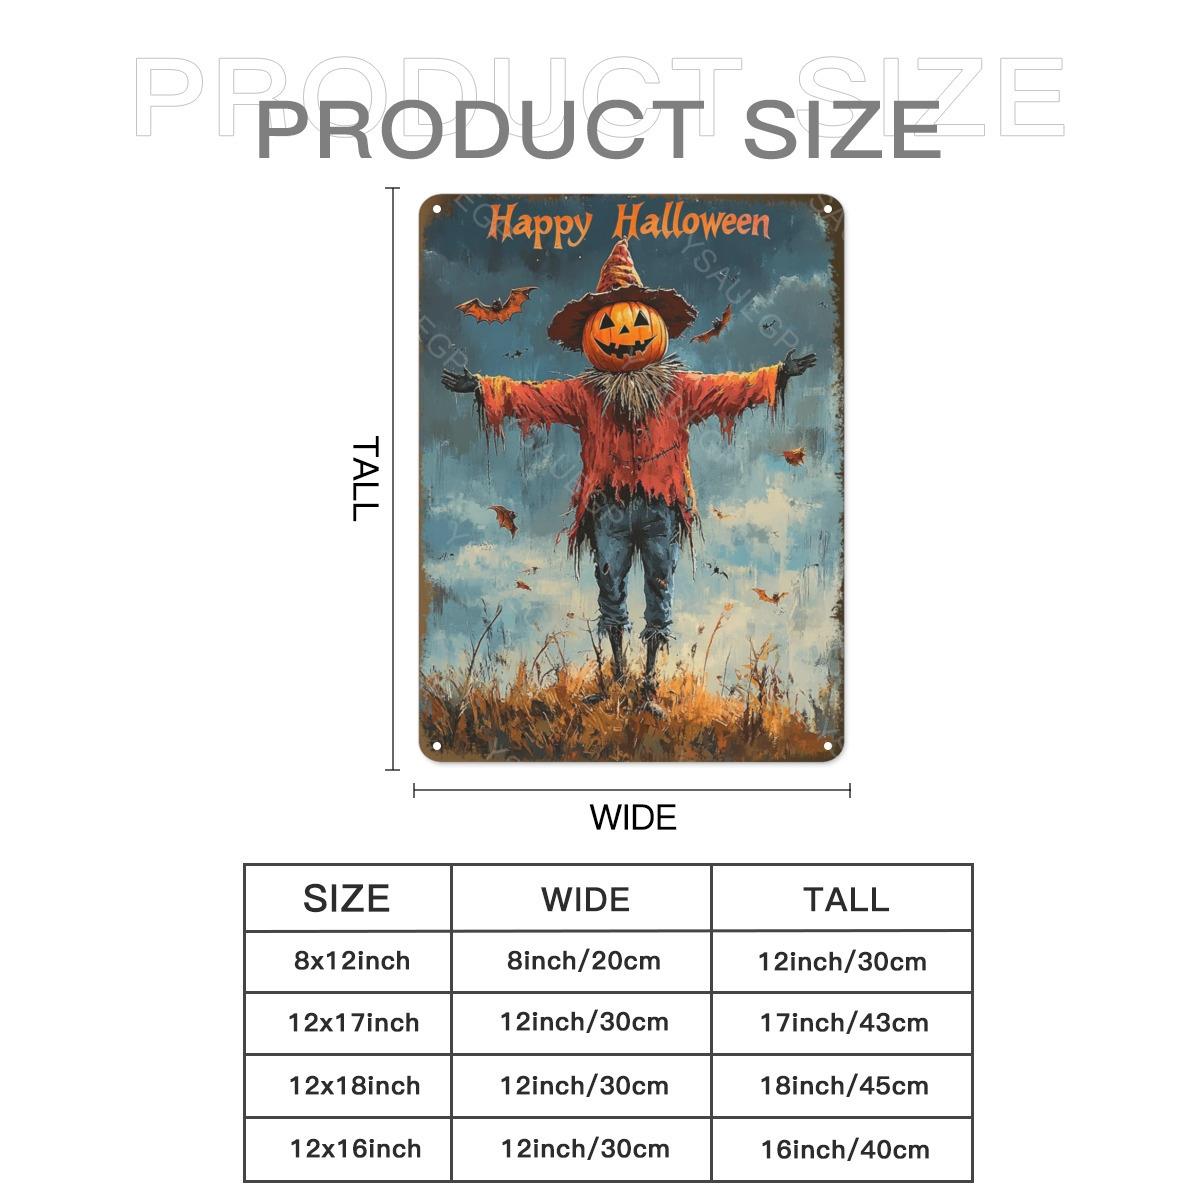 PRODUCT SIZE
PRODUCT SIZE
Happy Halloween
TALL
WIDE
SIZE WIDE TALL
8x12inch 8inch/20cm 12inch/30cm
12x17inch 12inch/30cm 17inch/43cm
12x18inch 12inch/30cm 18inch/45cm
12x16inch 12inch/30cm 16inch/40cm